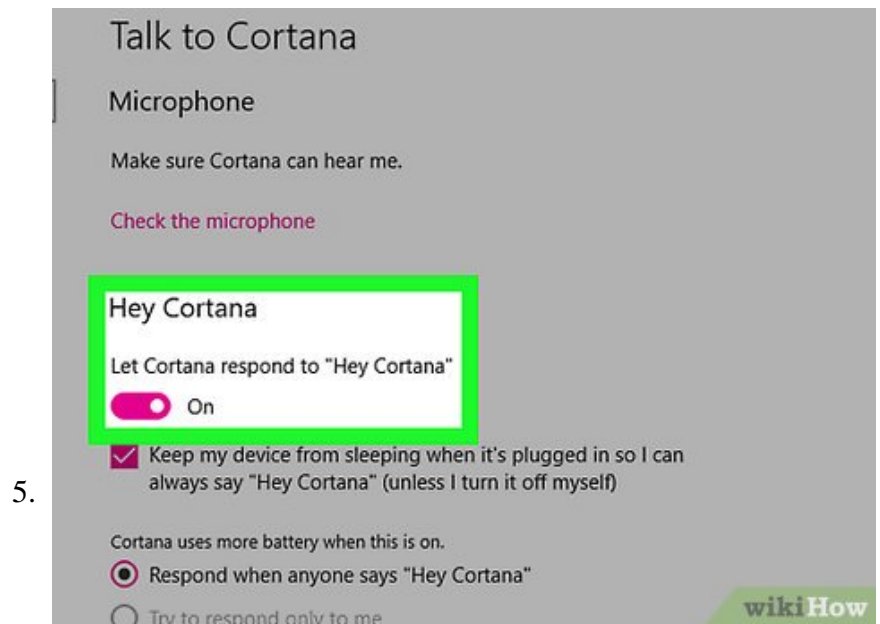 Talk to Cortana
Microphone
Make sure Cortana can hear me.
Check the microphone
Hey Cortana
Let Cortana respond to "Hey Cortana"
On
Keep my device from sleeping when it's plugged in so I can
always say "Hey Cortana" (unless I turn it off myself)
5.
Cortana uses more battery when this is on.
Respond when anyone says "Hey Cortana"
Try to respond only to me
wikiHow